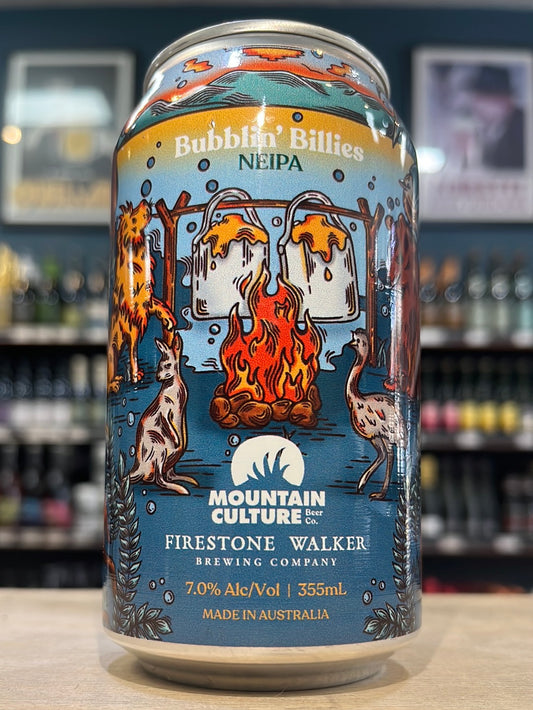 Bubblin' Billies
NEIPA
MOUNTAIN
CULTURE Beer Co.
FIRESTONE WALKER
BREWING COMPANY
7.0% Alc/Vol | 355mL
MADE IN AUSTRALIA